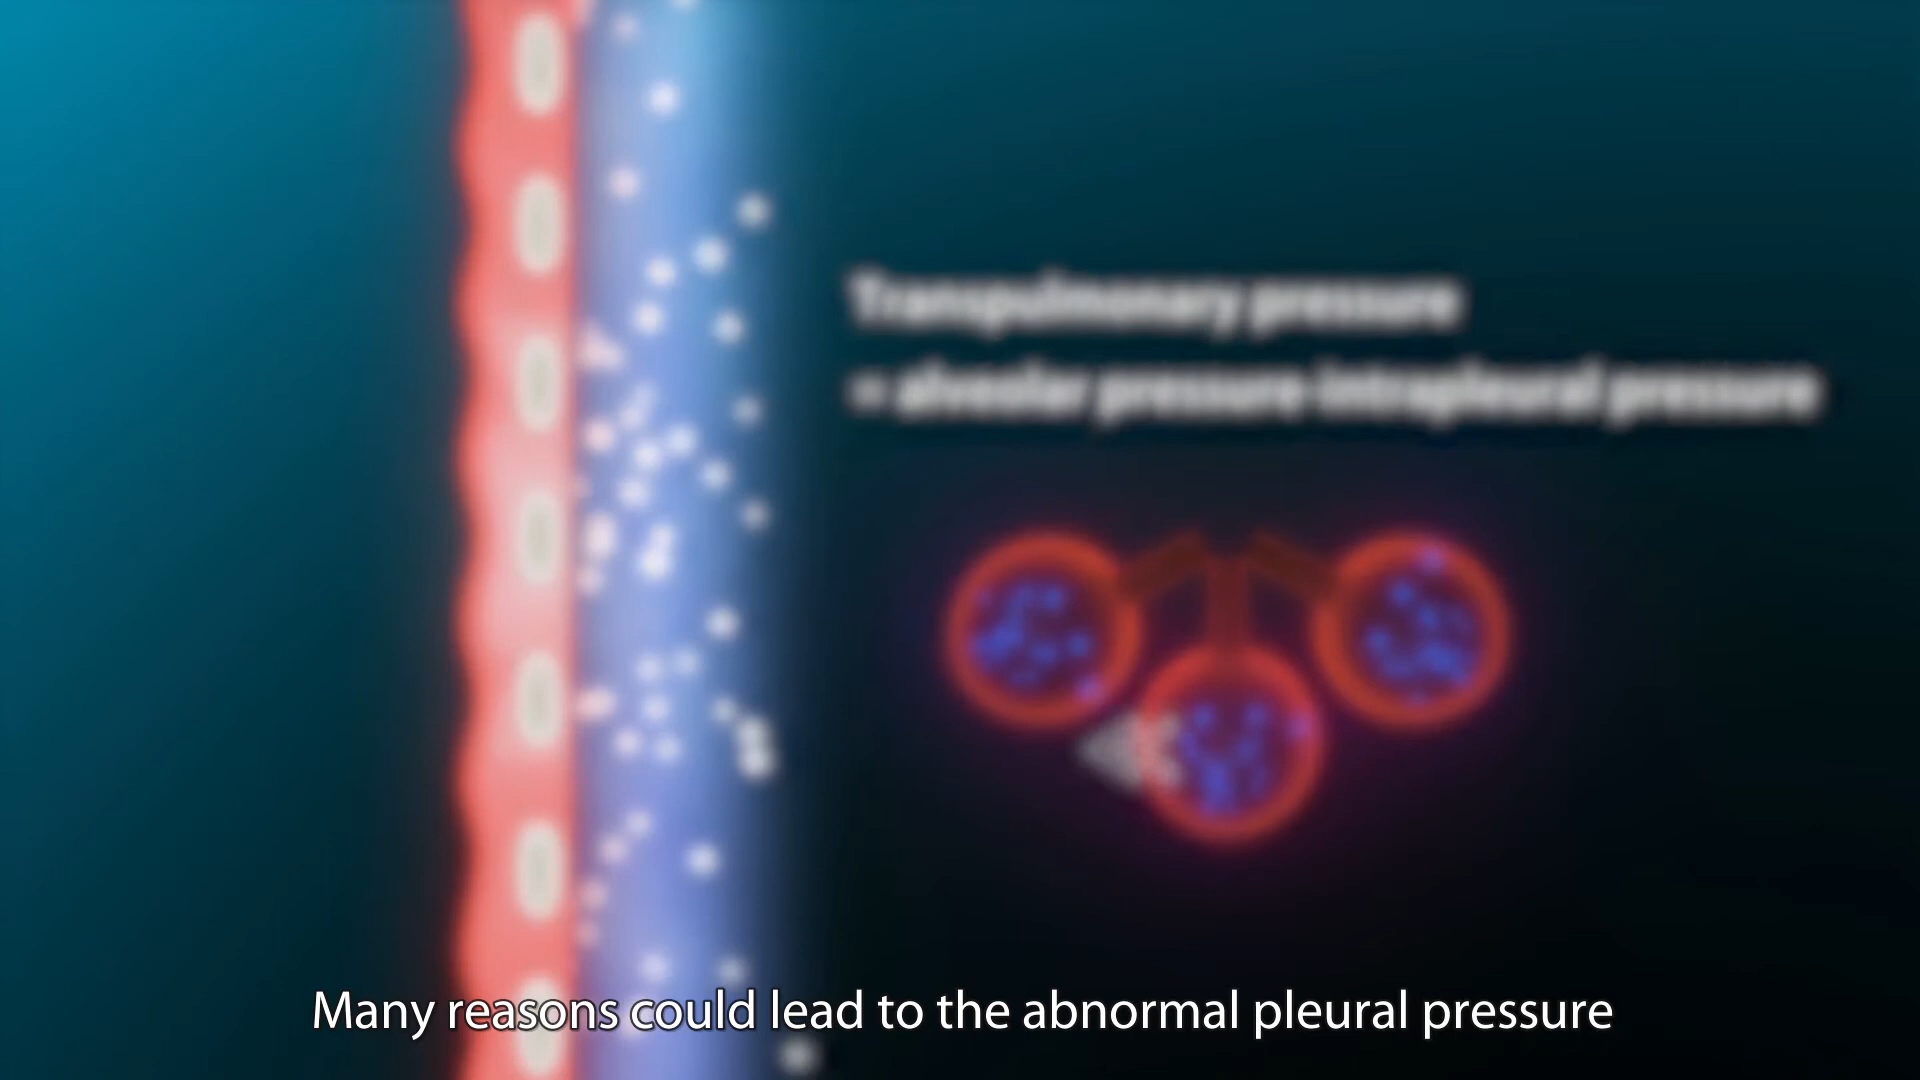 Transpulmonary pressure
= alveolar pressure-intrapleural pressure
Many reasons could lead to the abnormal pleural pressure